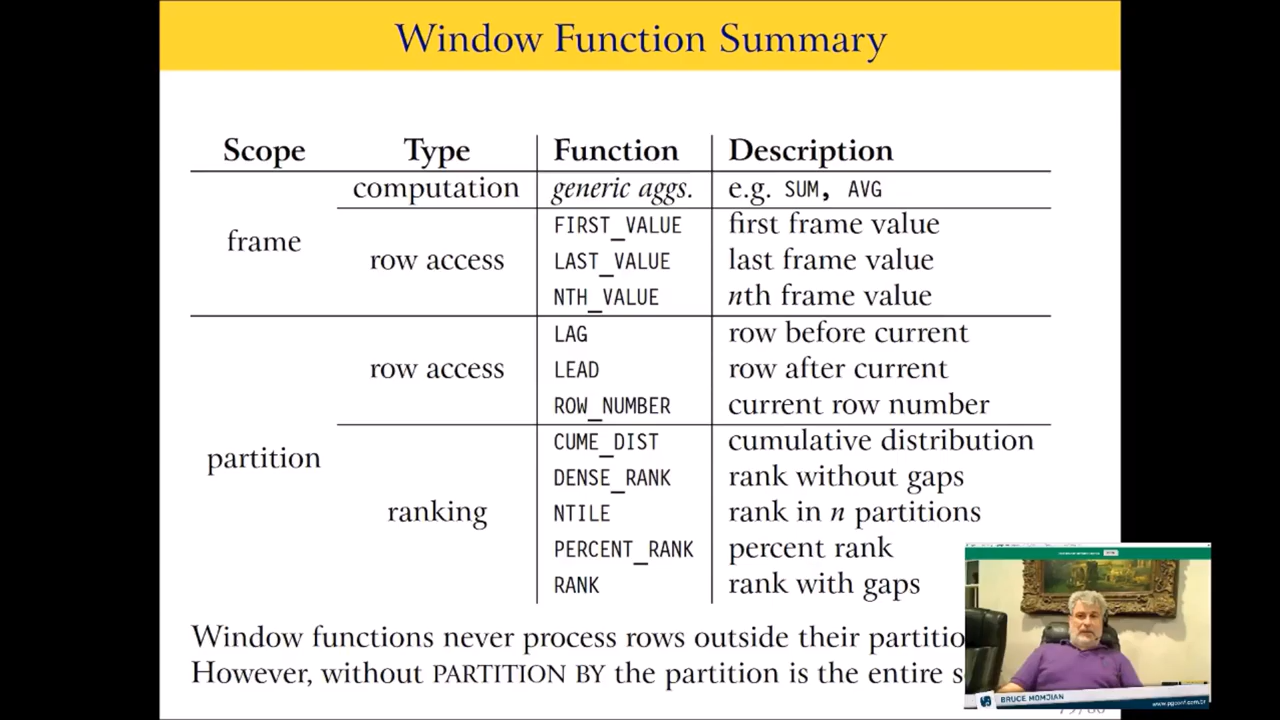 Window Function Summary
Scope Type Function Description
computation generic aggs. e.g. SUM, AVG
frame
row access
FIRST_VALUE first frame value
LAST_VALUE last frame value
NTH_VALUE nth frame value
partition
row access
LAG row before current
LEAD row after current
ROW_NUMBER current row number
ranking
CUME_DIST cumulative distribution
DENSE_RANK rank without gaps
NTILE rank in n partitions
PERCENT_RANK percent rank
RANK rank with gaps
Window functions never process rows outside their partitio
However, without PARTITION BY the partition is the entire s
BRUCE MOMJIAN
www.pgconf.com.br